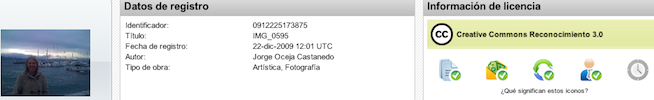 Datos de registro
Identificador: 0912225173875
Título: IMG_0595
Fecha de registro: 22-dic-2009 12:01 UTC
Autor: Jorge Oceja Castanedo
Tipo de obra: Artística, Fotografía
Información de licencia
CC Creative Commons Reconocimiento 3.0
¿Qué significan estos iconos?